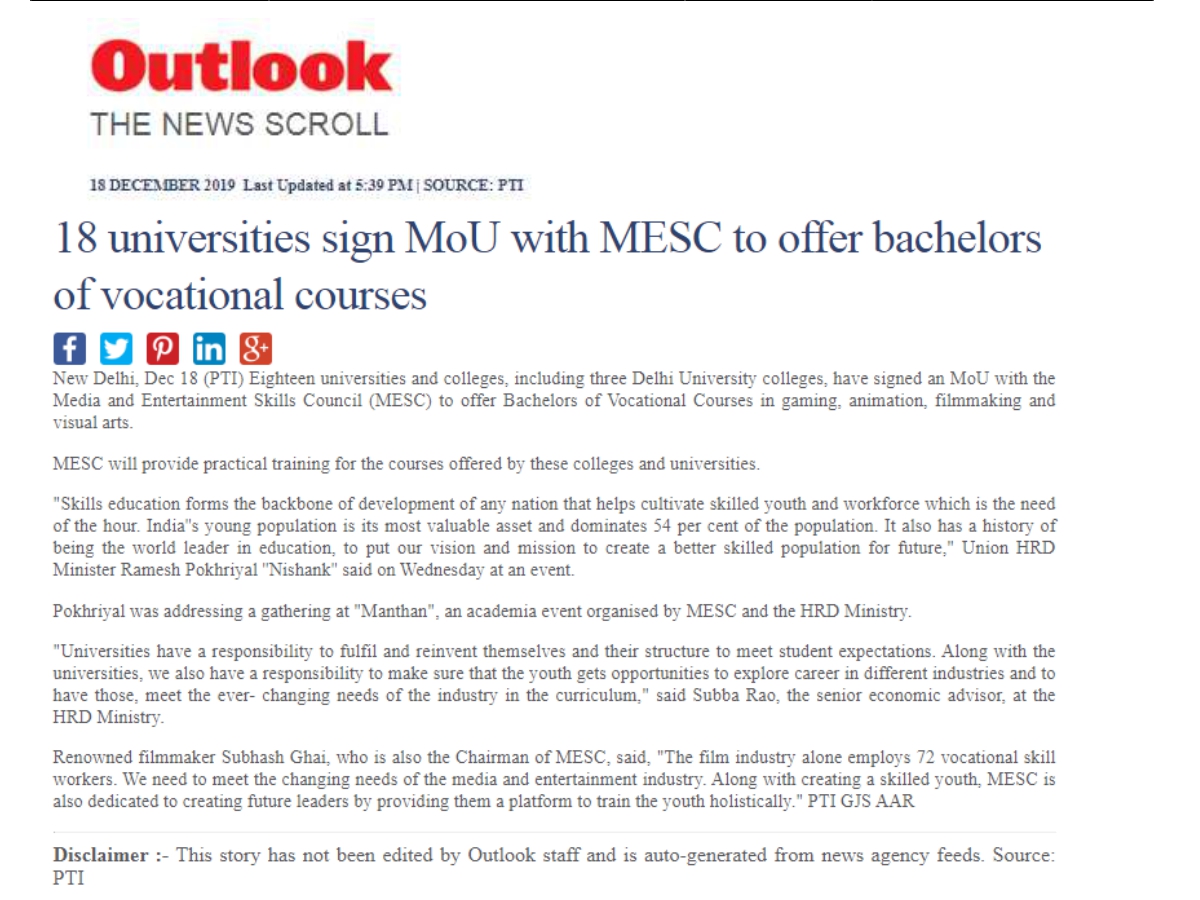 Outlook
THE NEWS SCROLL
18 DECEMBER 2019 Last Updated at 5:39 PM | SOURCE: PTI
18 universities sign MoU with MESC to offer bachelors
of vocational courses
New Delhi, Dec 18 (PTI) Eighteen universities and colleges, including three Delhi University colleges, have signed an MoU with the
Media and Entertainment Skills Council (MESC) to offer Bachelors of Vocational Courses in gaming, animation, filmmaking and
visual arts.
MESC will provide practical training for the courses offered by these colleges and universities.
"Skills education forms the backbone of development of any nation that helps cultivate skilled youth and workforce which is the need
of the hour. India"s young population is its most valuable asset and dominates 54 per cent of the population. It also has a history of
being the world leader in education, to put our vision and mission to create a better skilled population for future," Union HRD
Minister Ramesh Pokhriyal "Nishank" said on Wednesday at an event.
Pokhriyal was addressing a gathering at "Manthan", an academia event organised by MESC and the HRD Ministry.
"Universities have a responsibility to fulfil and reinvent themselves and their structure to meet student expectations. Along with the
universities, we also have a responsibility to make sure that the youth gets opportunities to explore career in different industries and to
have those, meet the ever- changing needs of the industry in the curriculum," said Subba Rao, the senior economic advisor, at the
HRD Ministry.
Renowned filmmaker Subhash Ghai, who is also the Chairman of MESC, said, "The film industry alone employs 72 vocational skill
workers. We need to meet the changing needs of the media and entertainment industry. Along with creating a skilled youth, MESC is
also dedicated to creating future leaders by providing them a platform to train the youth holistically." PTI GJS AAR
Disclaimer :- This story has not been edited by Outlook staff and is auto-generated from news agency feeds. Source:
PTI